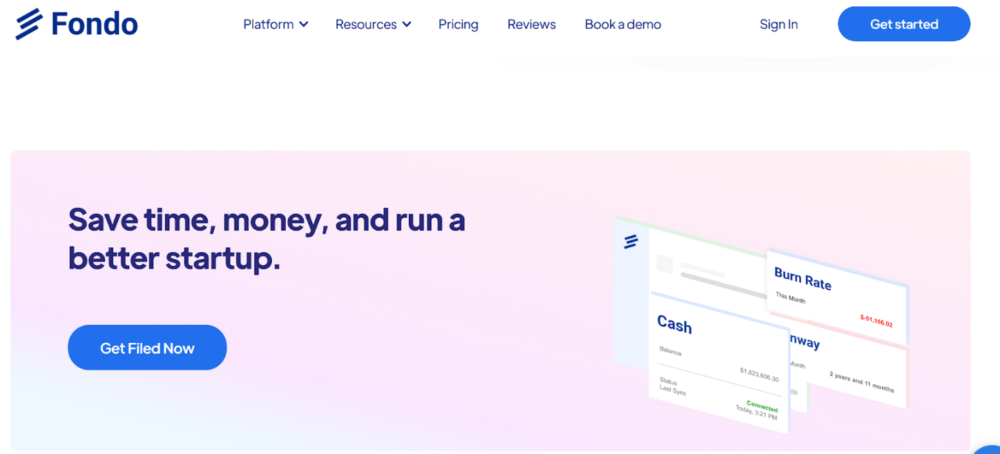 Fondo
Platform
Resources
Pricing
Reviews
Book a demo
Sign In
Get started
Save time, money, and run a
better startup.
Get Filed Now
Burn Rate
This Month
$-51,166.02
Cash
Balance
$1,823,606.30
Status
Last Sync
Connected
Today, 3:21 PM
nway
Month
2 years and 11 months